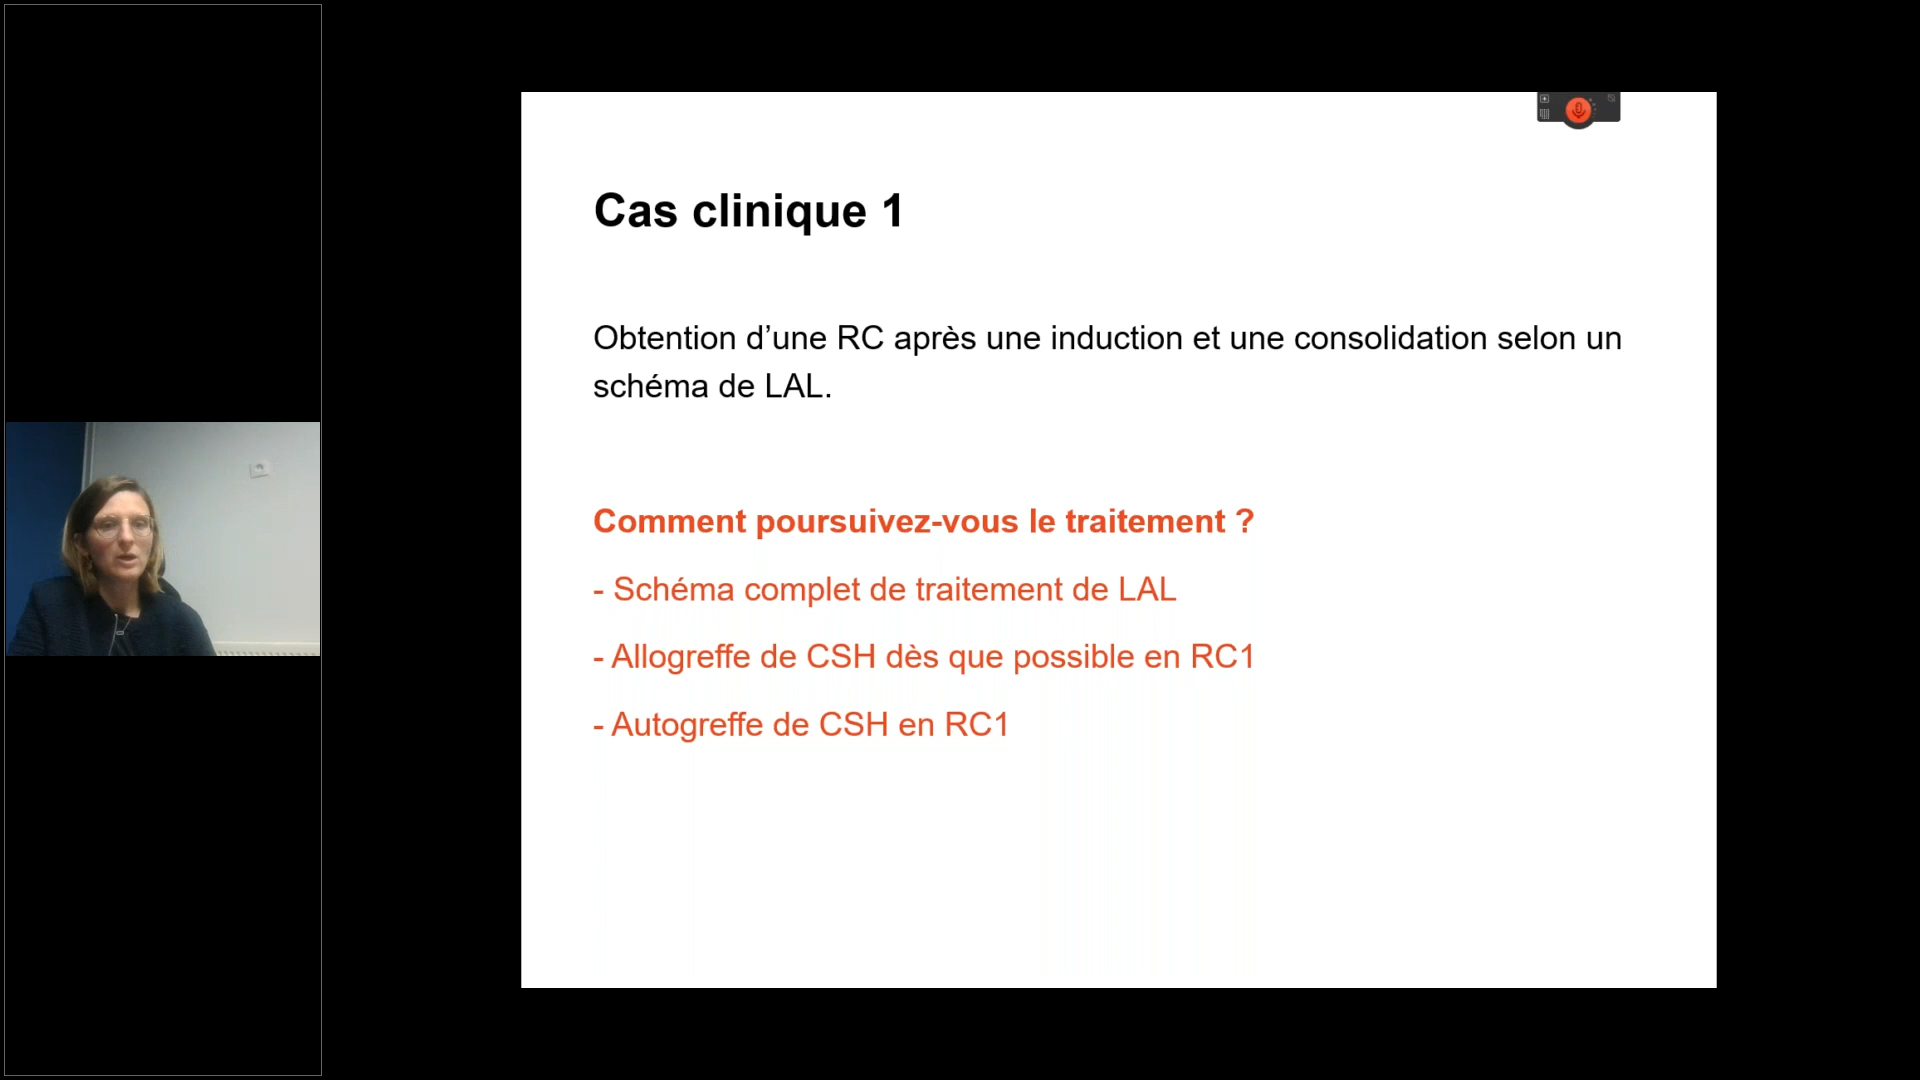 Cas clinique 1
Obtention d’une RC après une induction et une consolidation selon un
schéma de LAL.
Comment poursuivez-vous le traitement ?
- Schéma complet de traitement de LAL
- Allogreffe de CSH dès que possible en RC1
- Autogreffe de CSH en RC1